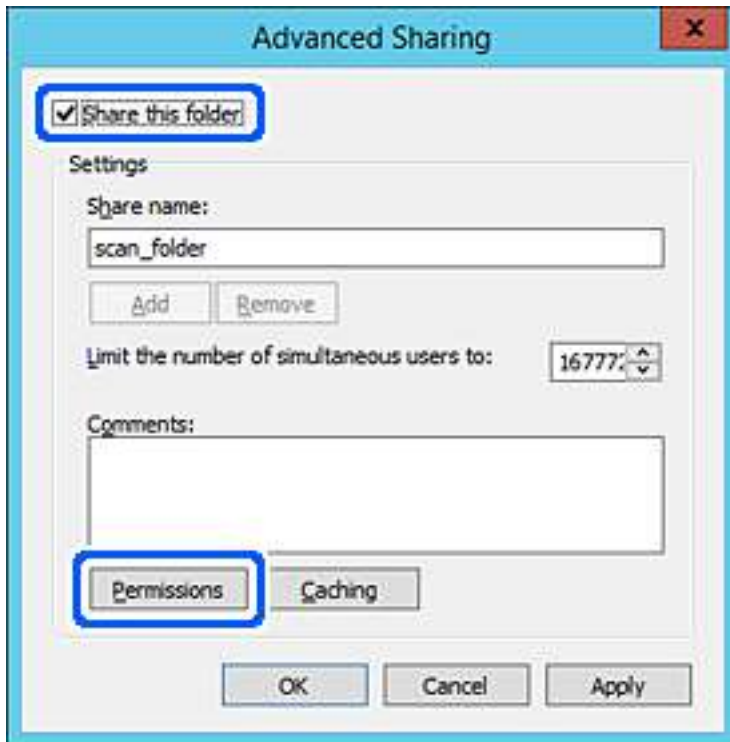 Advanced Sharing
Share this folder
Settings
Share name:
scan_folder
Add Remove
Limit the number of simultaneous users to:
Comments:
Permissions Caching
OK Cancel Apply